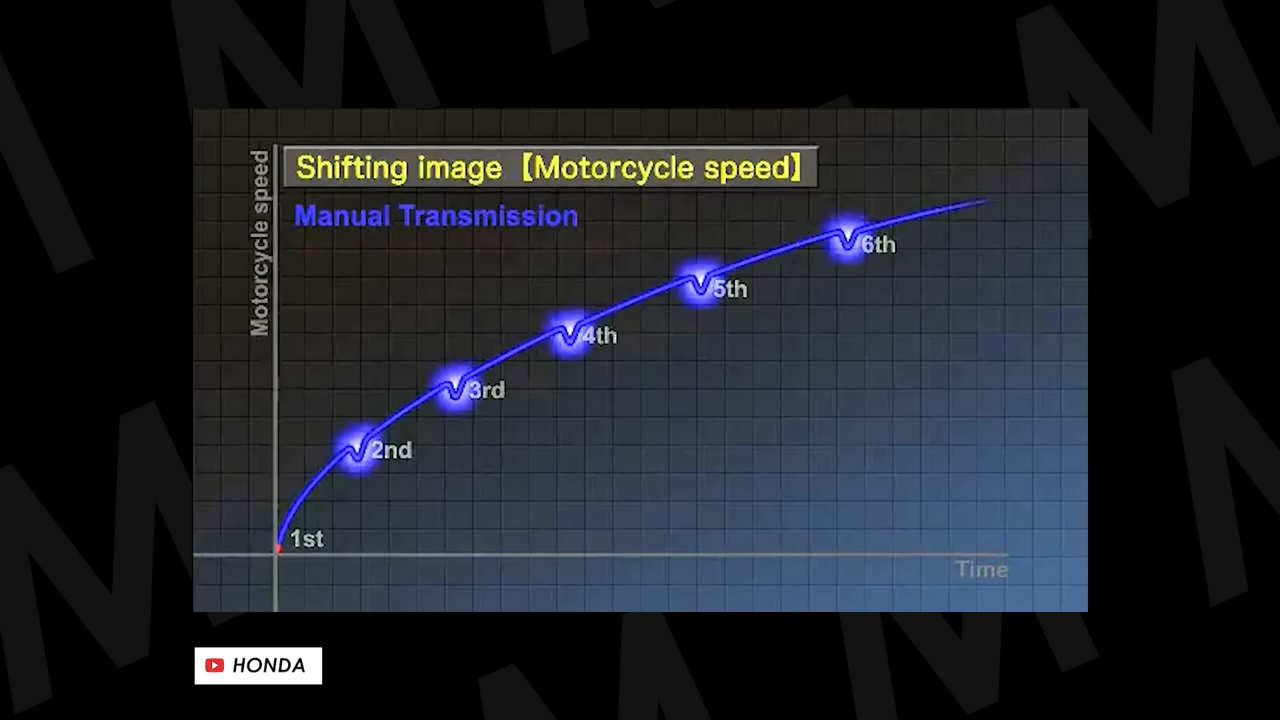 Shifting image【Motorcycle speed】
Manual Transmission
Motorcycle speed
6th
5th
4th
3rd
2nd
1st
Time
HONDA